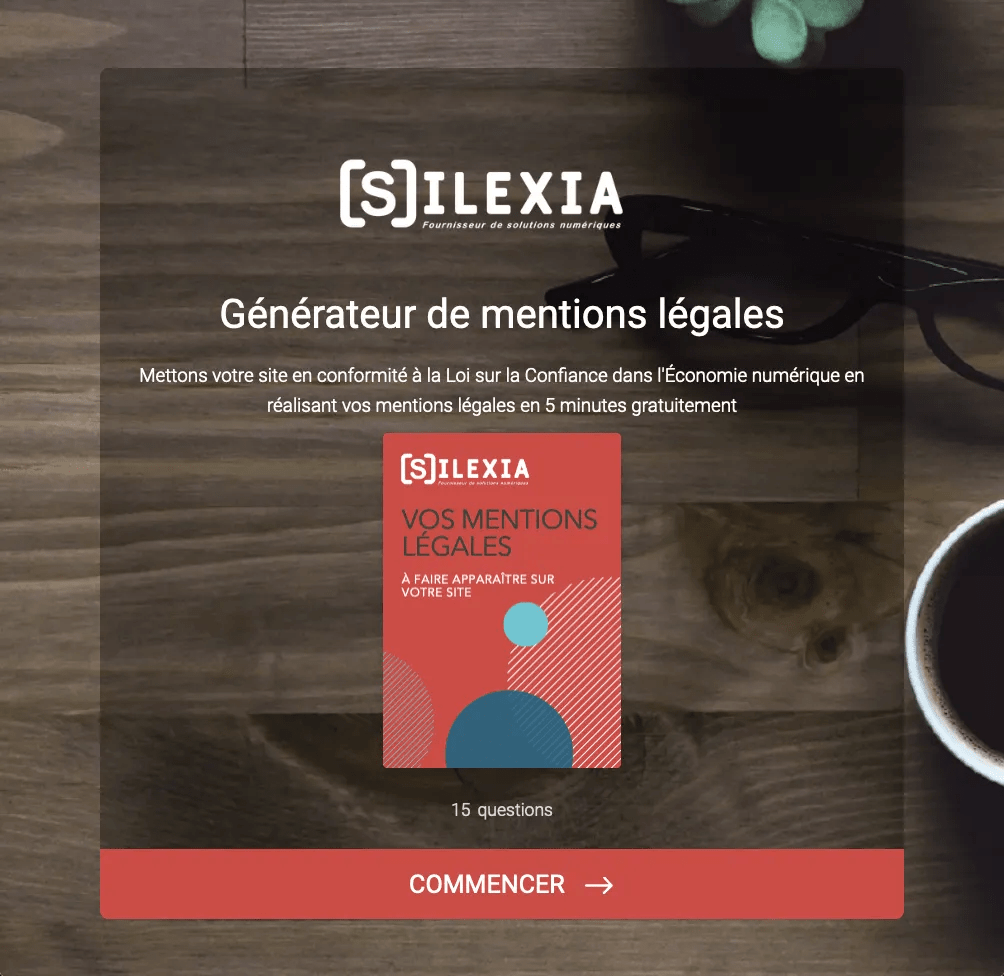 [S]ILEXIA
Fournisseur de solutions numériques
Générateur de mentions légales
Mettons votre site en conformité à la Loi sur la Confiance dans l'Économie numérique en
réalisant vos mentions légales en 5 minutes gratuitement
[S]ILEXIA
Fournisseur de solutions numériques
VOS MENTIONS
LÉGALES
À FAIRE APPARAÎTRE SUR
VOTRE SITE
15 questions
COMMENCER →